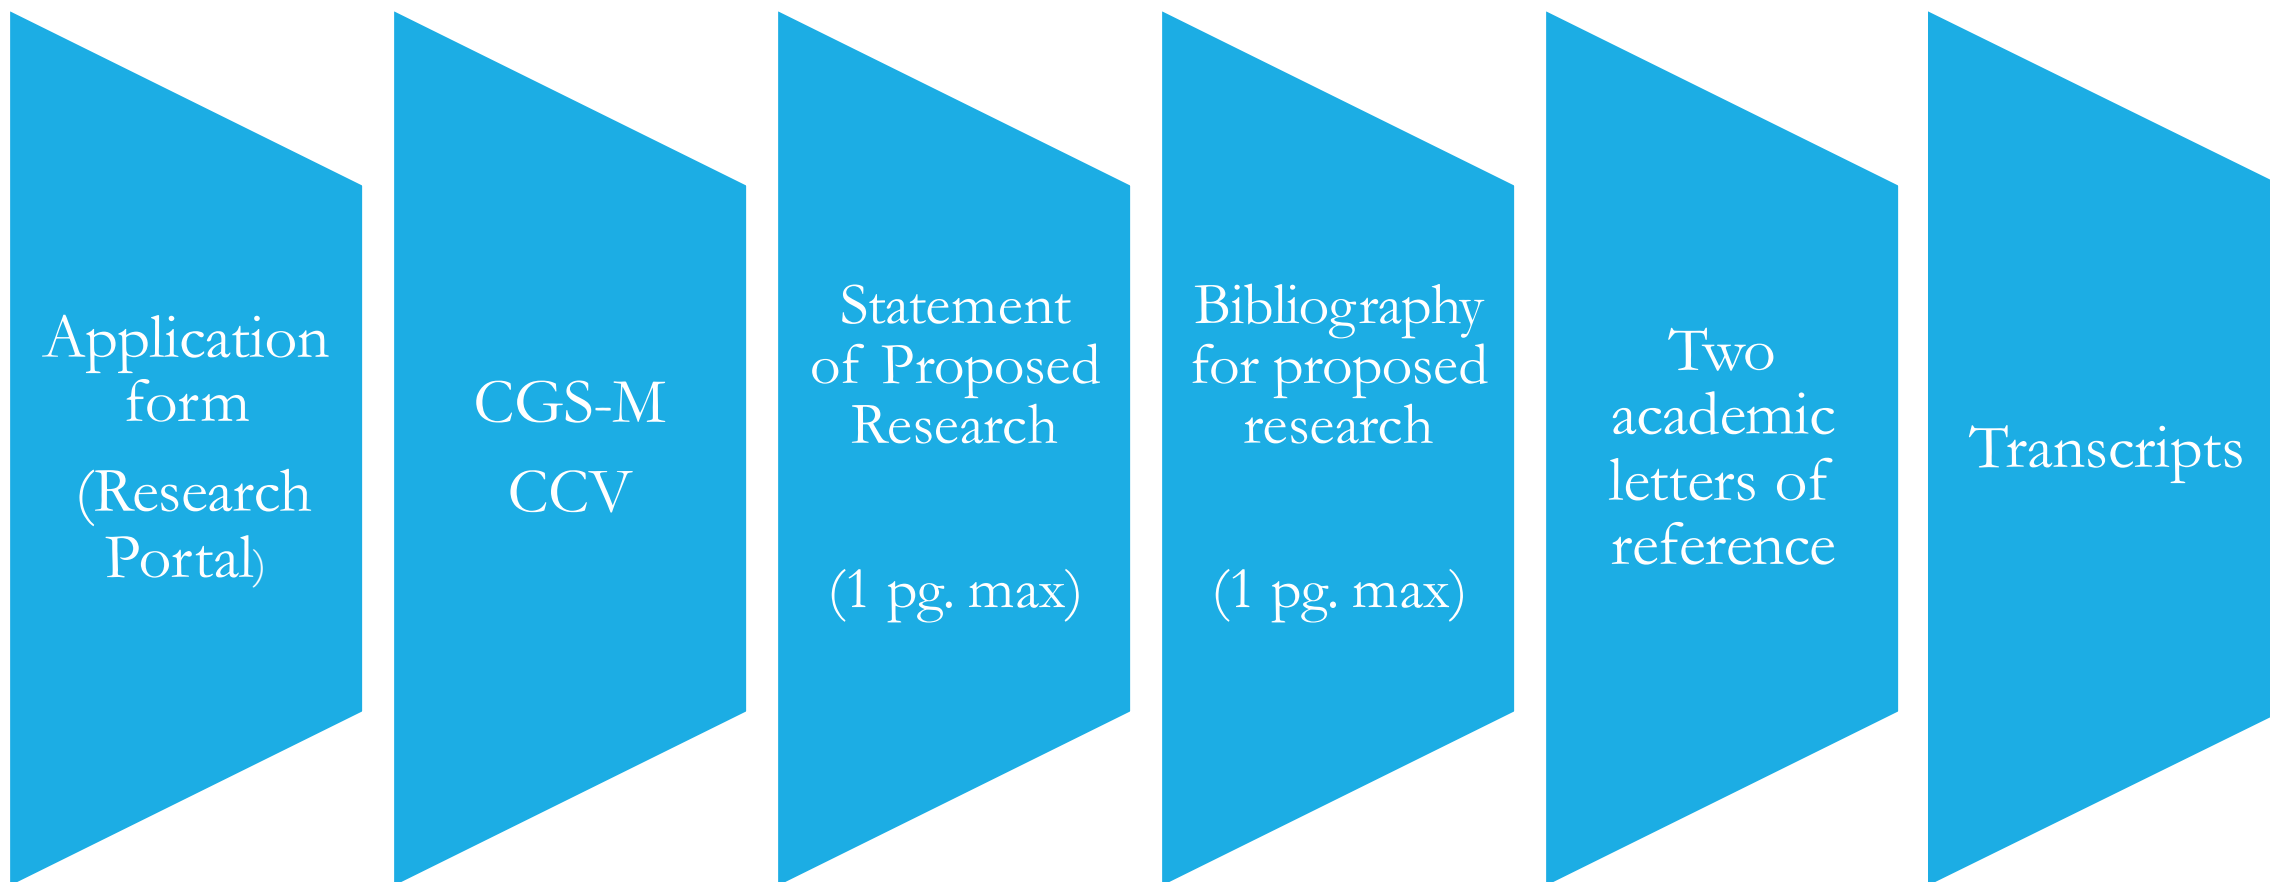 Application
form
(Research
Portal)
CGS-M
CCV
Statement
of Proposed
Research
(1 pg. max)
Bibliography
for proposed
research
(1 pg. max)
Two
academic
letters of
reference
Transcripts